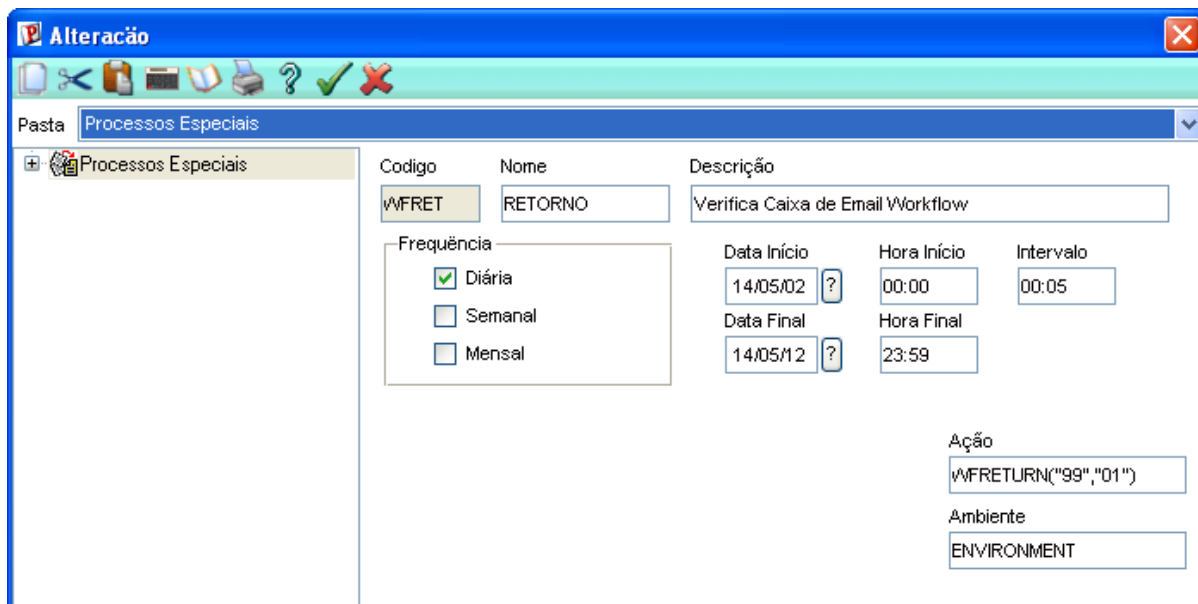 Alteração
Pasta Processos Especiais
Processos Especiais
Codigo Nome Descrição
WFRET RETORNO Verifica Caixa de Email Workflow
Frequência
Diária
Semanal
Mensal
Data Início Hora Início Intervalo
14/05/02 ? 00:00 00:05
Data Final Hora Final
14/05/12 ? 23:59
Ação
WFRETURN("99","01")
Ambiente
ENVIRONMENT